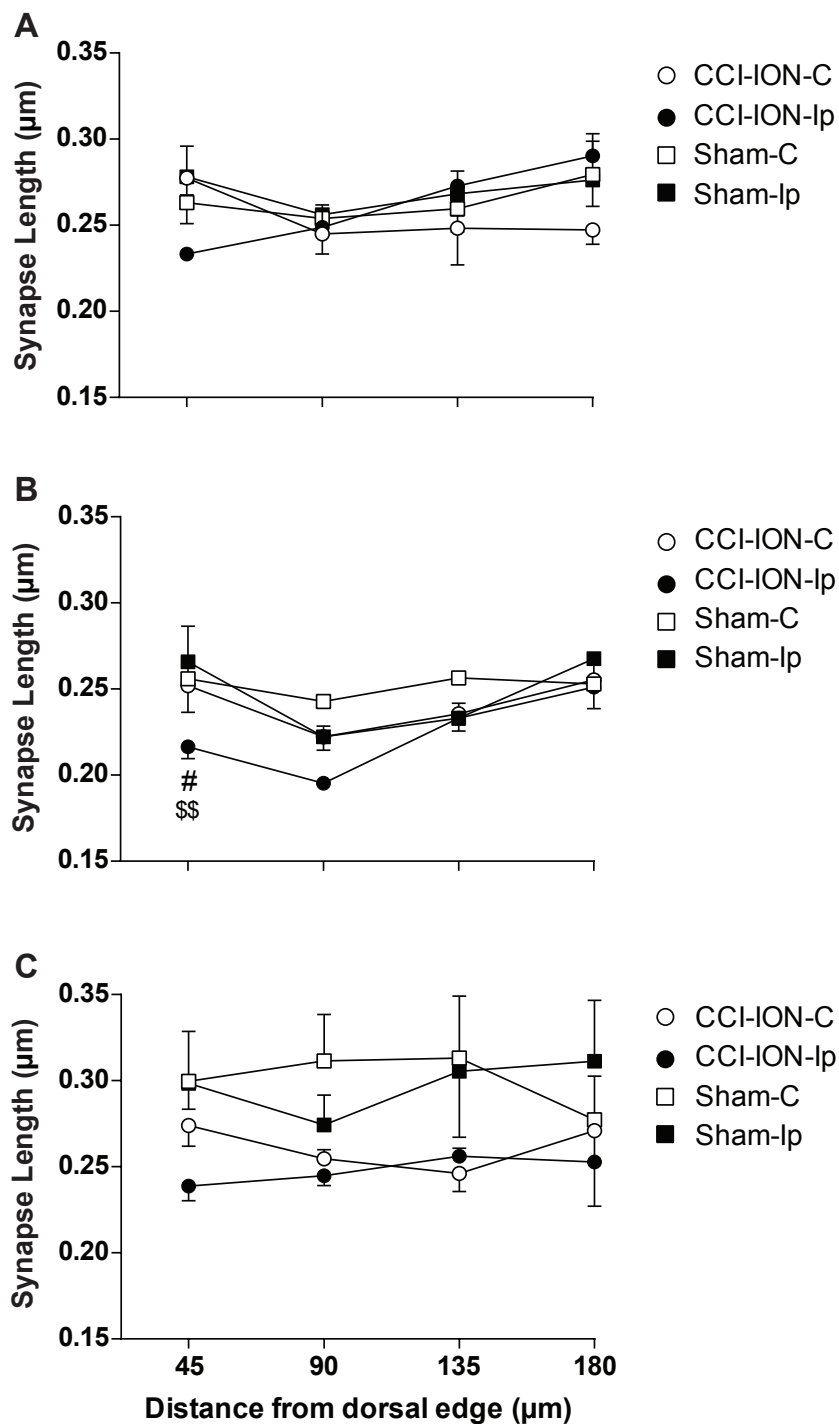 A
0.35
0.30
0.25
0.20
0.15
Synapse Length (µm)
CCI-ION-C
CCI-ION-Ip
Sham-C
Sham-Ip
B
0.35
0.30
0.25
0.20
0.15
Synapse Length (µm)
#
$$
CCI-ION-C
CCI-ION-Ip
Sham-C
Sham-Ip
C
0.35
0.30
0.25
0.20
0.15
Synapse Length (µm)
CCI-ION-C
CCI-ION-Ip
Sham-C
Sham-Ip
45 90 135 180
Distance from dorsal edge (µm)